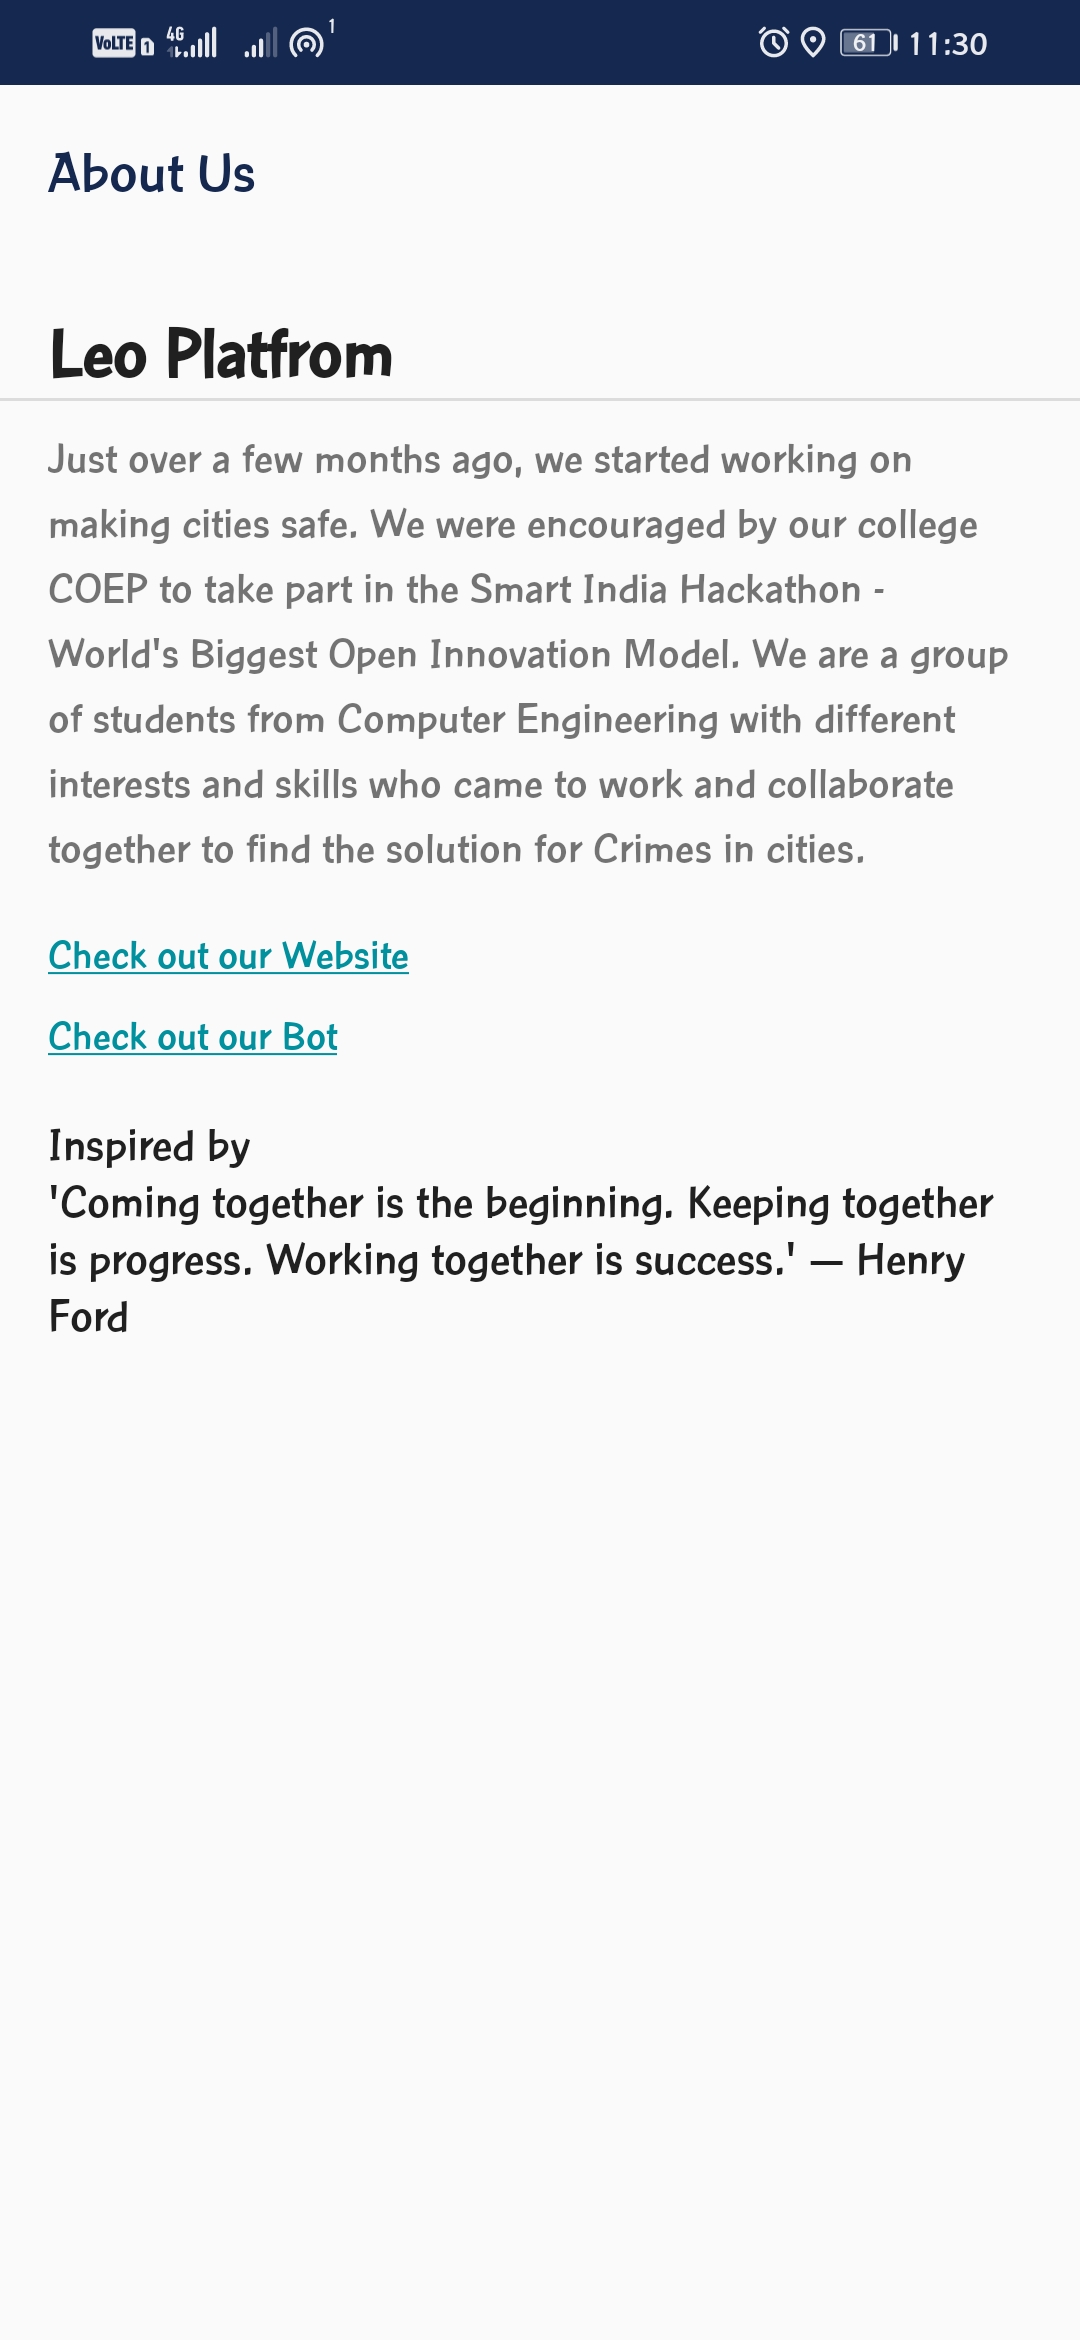 VoLTE 1 4G 1 61 11:30
About Us
Leo Platfrom
Just over a few months ago, we started working on
making cities safe. We were encouraged by our college
COEP to take part in the Smart India Hackathon -
World's Biggest Open Innovation Model. We are a group
of students from Computer Engineering with different
interests and skills who came to work and collaborate
together to find the solution for Crimes in cities.
Check out our Website
Check out our Bot
Inspired by
'Coming together is the beginning. Keeping together
is progress. Working together is success.' — Henry
Ford